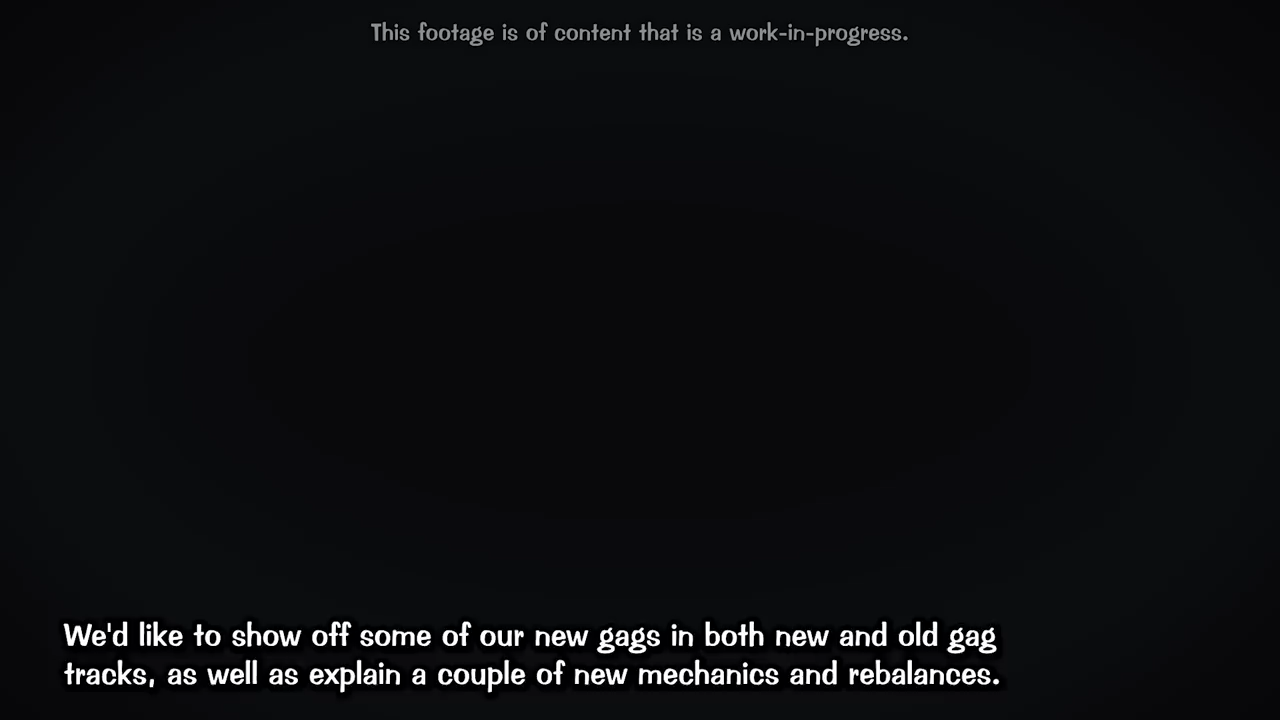 This footage is of content that is a work-in-progress.
We'd like to show off some of our new gags in both new and old gag
tracks, as well as explain a couple of new mechanics and rebalances.